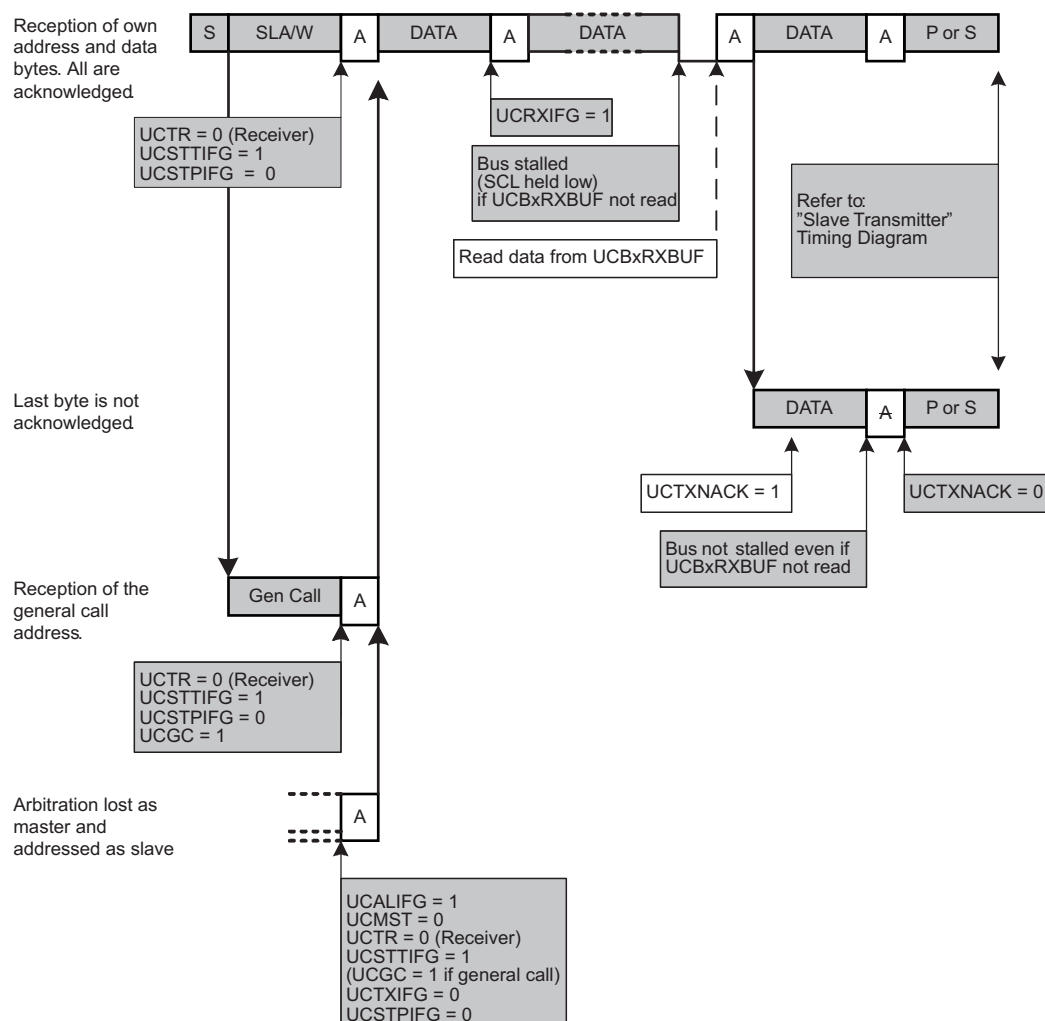 Reception of own
address and data
bytes. All are
acknowledged.
S SLA/W A DATA A DATA A DATA A P or S
UCTR = 0 (Receiver)
UCSTTIFG = 1
UCSTPIFG = 0
UCRXIFG = 1
Bus stalled
(SCL held low)
if UCBxRXBUF not read
Read data from UCBxRXBUF
Refer to:
"Slave Transmitter"
Timing Diagram
Last byte is not
acknowledged.
DATA A P or S
UCTXNACK = 1
UCTXNACK = 0
Bus not stalled even if
UCBxRXBUF not read
Reception of the
general call
address.
Gen Call A
UCTR = 0 (Receiver)
UCSTTIFG = 1
UCSTPIFG = 0
UCGC = 1
Arbitration lost as
master and
addressed as slave
A
UCALIFG = 1
UCMST = 0
UCTR = 0 (Receiver)
UCSTTIFG = 1
(UCGC = 1 if general call)
UCTXIFG = 0
UCSTPIFG = 0